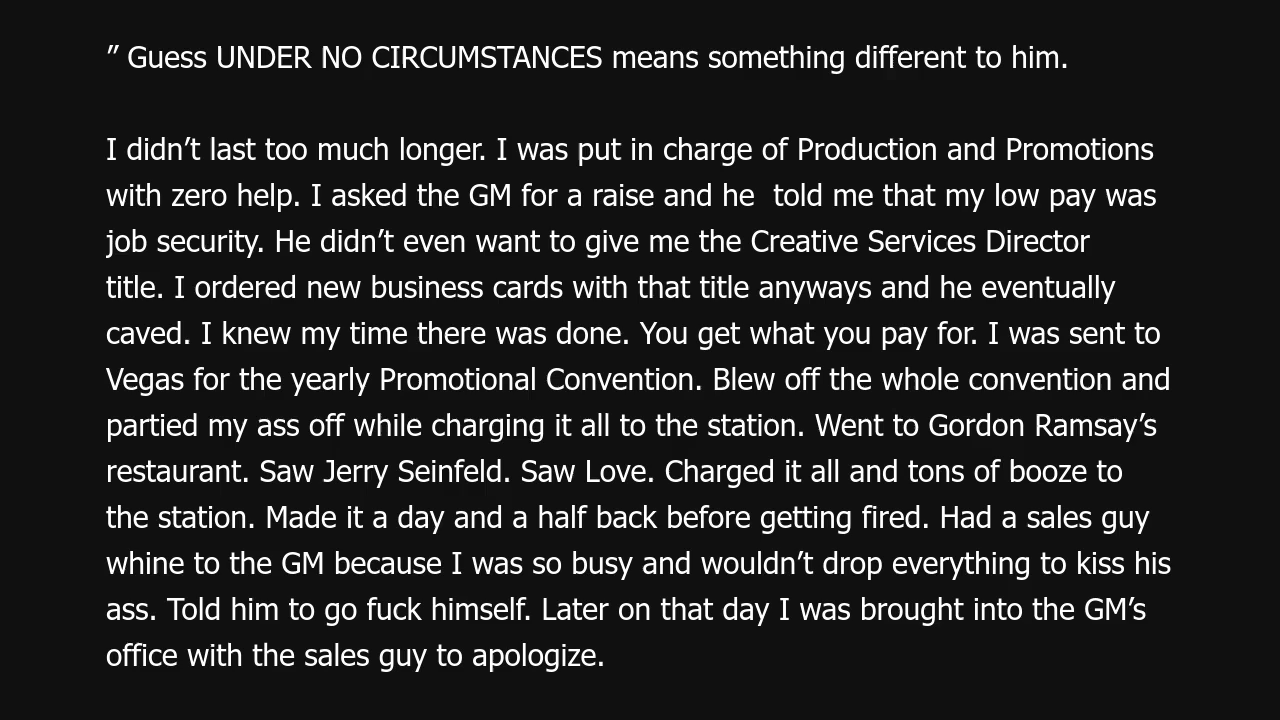 ” Guess UNDER NO CIRCUMSTANCES means something different to him.
I didn’t last too much longer. I was put in charge of Production and Promotions
with zero help. I asked the GM for a raise and he  told me that my low pay was
job security. He didn’t even want to give me the Creative Services Director
title. I ordered new business cards with that title anyways and he eventually
caved. I knew my time there was done. You get what you pay for. I was sent to
Vegas for the yearly Promotional Convention. Blew off the whole convention and
partied my ass off while charging it all to the station. Went to Gordon Ramsay’s
restaurant. Saw Jerry Seinfeld. Saw Love. Charged it all and tons of booze to
the station. Made it a day and a half back before getting fired. Had a sales guy
whine to the GM because I was so busy and wouldn’t drop everything to kiss his
ass. Told him to go fuck himself. Later on that day I was brought into the GM’s
office with the sales guy to apologize.